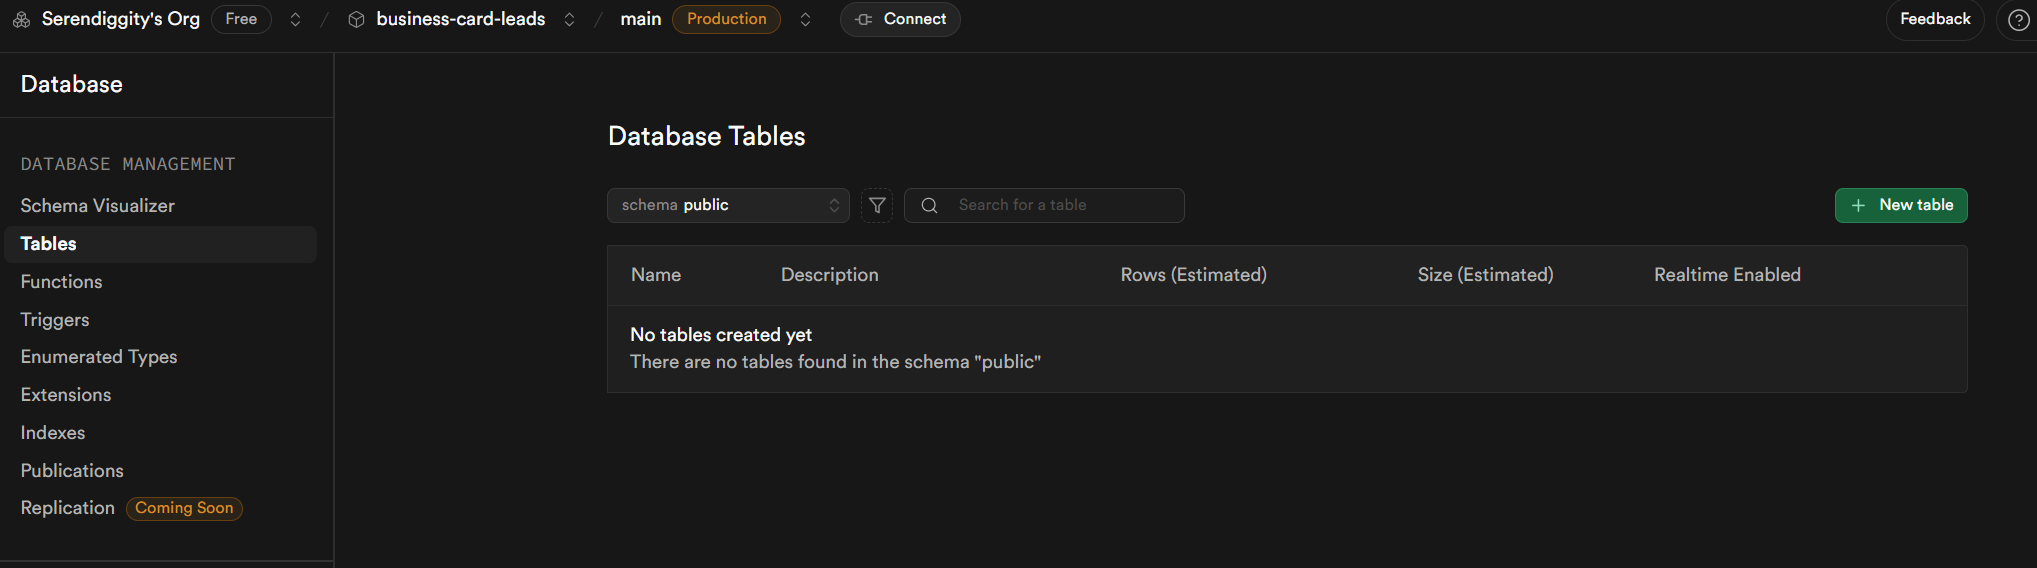 Serendiggity's Org Free / business-card-leads / main Production Connect Feedback ?
Database
DATABASE MANAGEMENT
Schema Visualizer
Tables
Functions
Triggers
Enumerated Types
Extensions
Indexes
Publications
Replication Coming Soon
Database Tables
schema public Search for a table + New table
Name Description Rows (Estimated) Size (Estimated) Realtime Enabled
No tables created yet
There are no tables found in the schema "public"